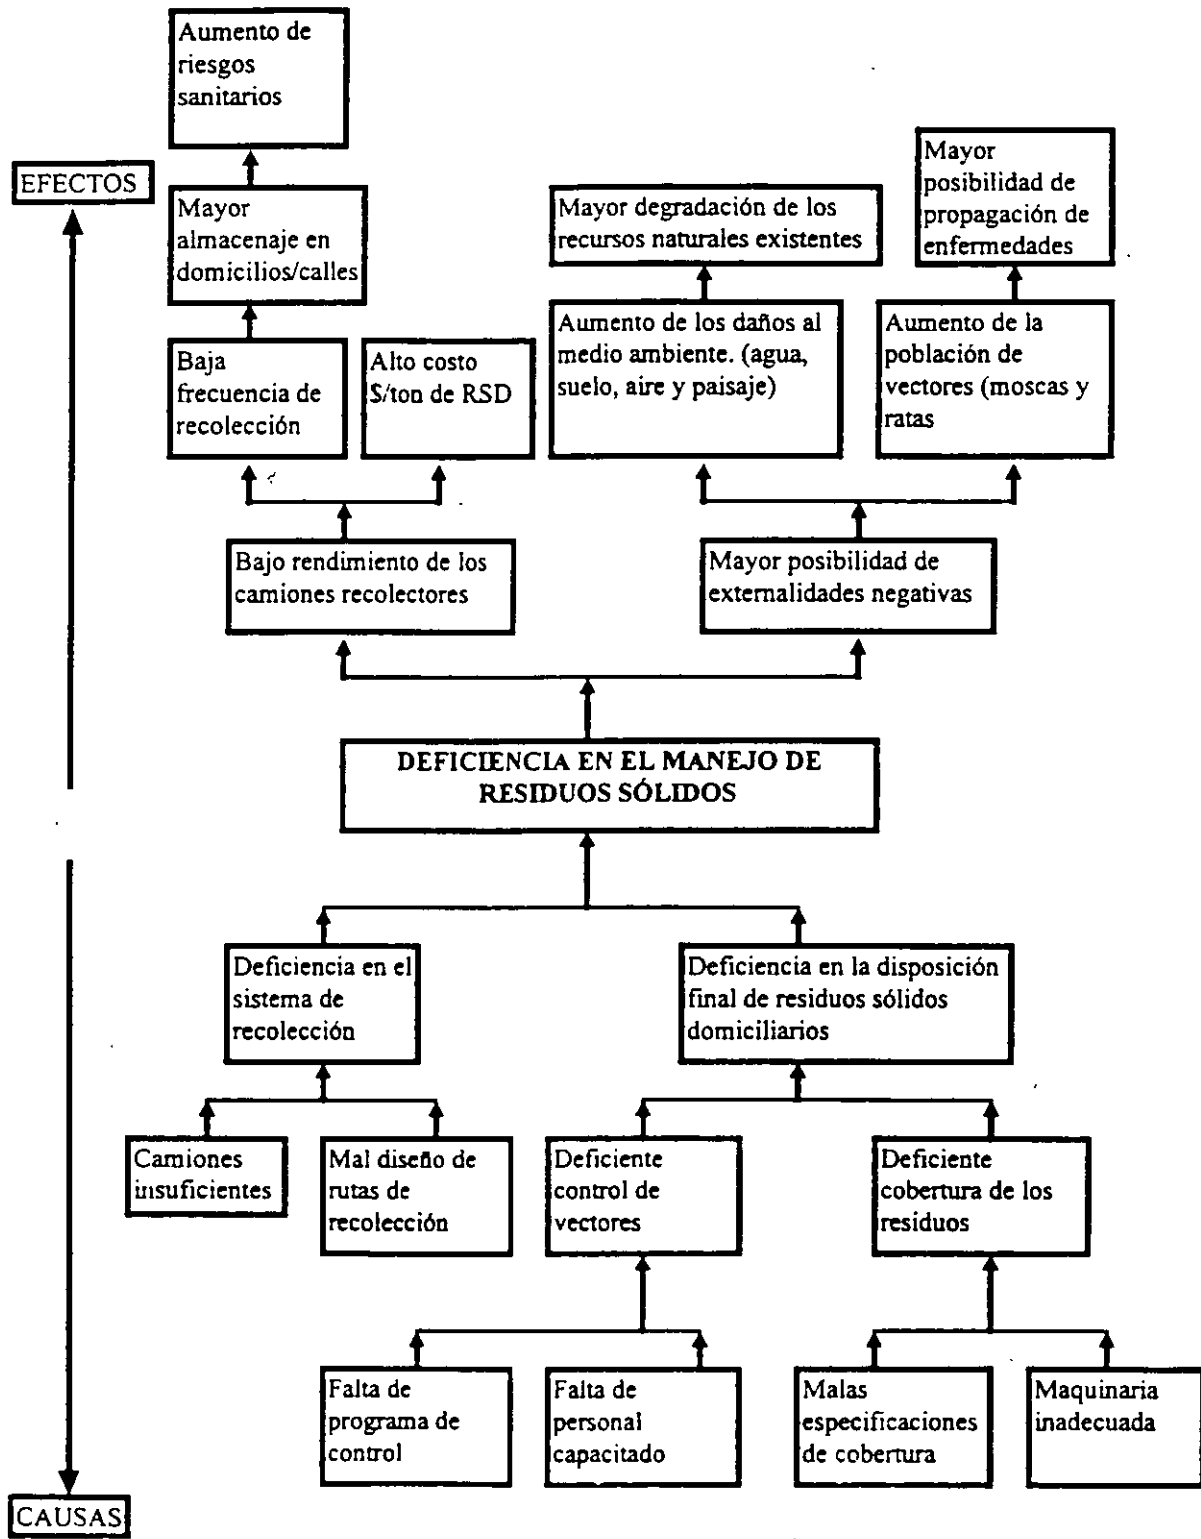 Aumento de
riesgos
sanitarios
EFECTOS
Mayor
almacenaje en
domicilios/calles
Mayor degradación de los
recursos naturales existentes
Mayor
posibilidad de
propagación de
enfermedades
Baja
frecuencia de
recolección
Alto costo
$/ton de RSD
Aumento de los daños al
medio ambiente. (agua,
suelo, aire y paisaje)
Aumento de la
población de
vectores (moscas y
ratas
Bajo rendimiento de los
camiones recolectores
Mayor posibilidad de
externalidades negativas
DEFICIENCIA EN EL MANEJO DE
RESIDUOS SÓLIDOS
Deficiencia en el
sistema de
recolección
Deficiencia en la disposición
final de residuos sólidos
domiciliarios
Camiones
insuficientes
Mal diseño de
rutas de
recolección
Deficiente
control de
vectores
Deficiente
cobertura de los
residuos
Falta de
programa de
control
Falta de
personal
capacitado
Malas
especificaciones
de cobertura
Maquinaria
inadecuada
CAUSAS